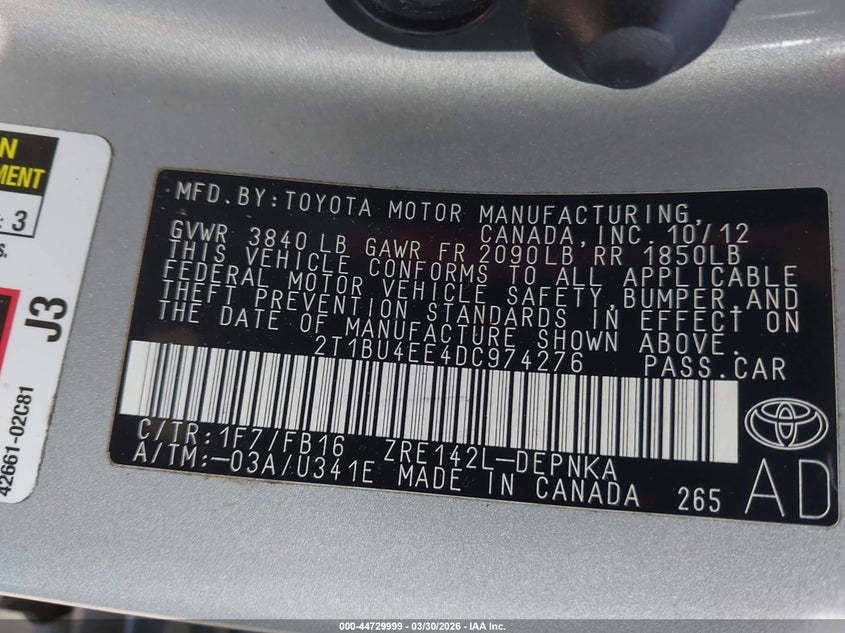 N
MENT
: 3
S.
J3
42661-02C81
MFD.BY:TOYOTA MOTOR MANUFACTURING,
CANADA,INC. 10/12
GVWR 3840LB GAWR FR 2090LB RR 1850LB
THIS VEHICLE CONFORMS TO ALL APPLICABLE
FEDERAL MOTOR VEHICLE SAFETY,BUMPER,AND
THEFT PREVENTION STANDARDS IN EFFECT ON
THE DATE OF MANUFACTURE SHOWN ABOVE.
2T1BU4EE4DC974276 PASS.CAR
C/TR:1F7/FB16 ZRE142L-DEPNKA
A/TM:-03A/U341E MADE IN CANADA 265
AD
000-44729999 — 03/30/2026 — IAA Inc.